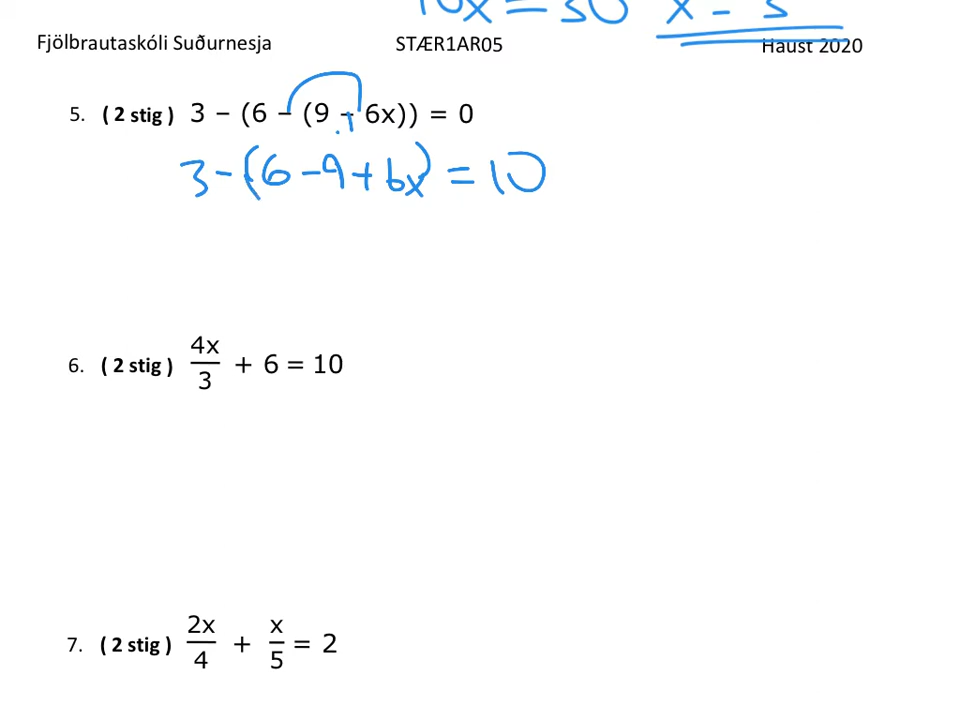 10x = 30 x = 3
Fjölbrautaskóli Suðurnesja STÆR1AR05 Haust 2020
5. ( 2 stig ) 3 – (6 – (9 – 6x)) = 0
3 - (6 - 9 + 6x) = 10
6. ( 2 stig ) 4x/3 + 6 = 10
7. ( 2 stig ) 2x/4 + x/5 = 2